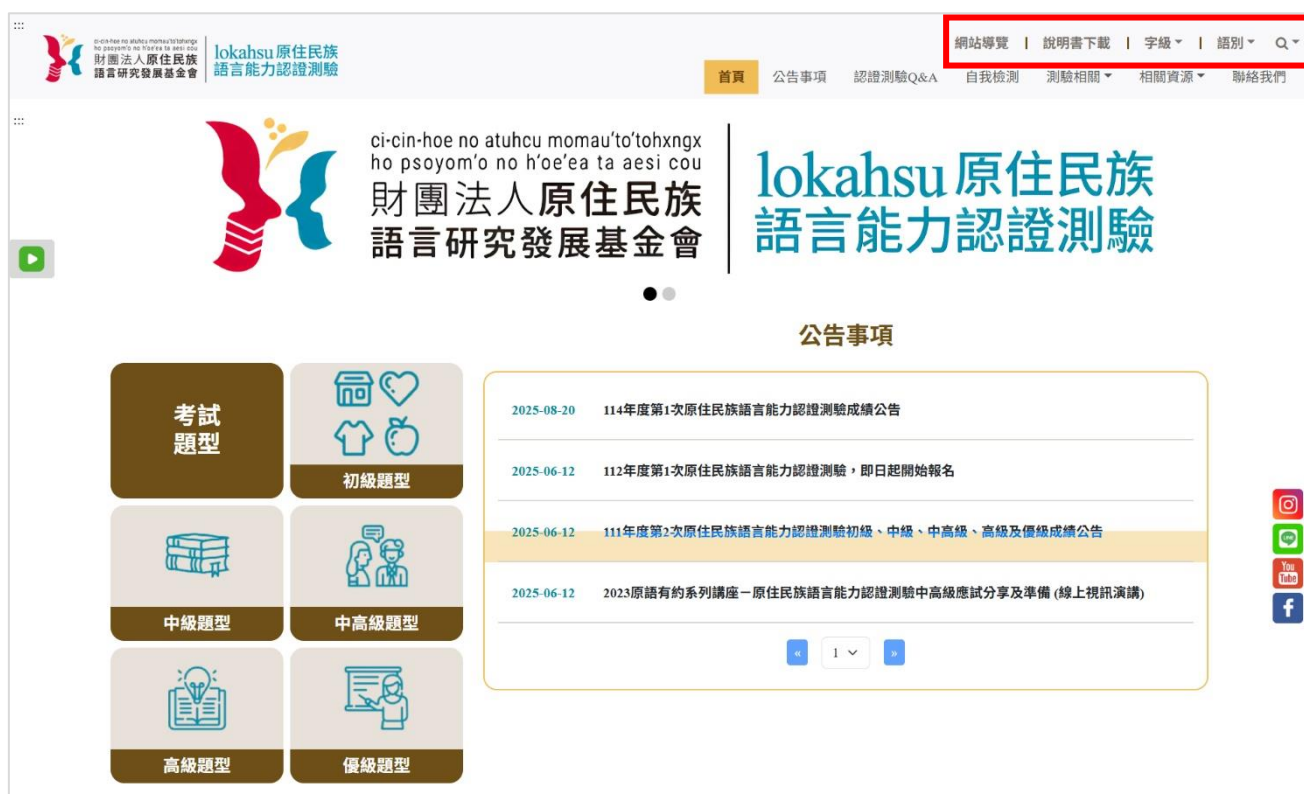 :::
ci-cin-hoe no atuhcu momau'to'tohxngx
ho psoyom'o no h'oe'ea ta aesi cou
財團法人原住民族
語言研究發展基金會
lokahsu原住民族
語言能力認證測驗
網站導覽 | 說明書下載 | 字級 | 語別
首頁 公告事項 認證測驗Q&A 自我檢測 測驗相關 相關資源 聯絡我們
:::
ci-cin-hoe no atuhcu momau'to'tohxngx
ho psoyom'o no h'oe'ea ta aesi cou
財團法人原住民族
語言研究發展基金會
lokahsu原住民族
語言能力認證測驗
公告事項
考試
題型
初級題型
中級題型
中高級題型
高級題型
優級題型
2025-08-20 114年度第1次原住民族語言能力認證測驗成績公告
2025-06-12 112年度第1次原住民族語言能力認證測驗，即日起開始報名
2025-06-12 111年度第2次原住民族語言能力認證測驗初級、中級、中高級、高級及優級成績公告
2025-06-12 2023原語有約系列講座－原住民族語言能力認證測驗中高級應試分享及準備 (線上視訊演講)
« 1 »
LINE
You
Tube
f